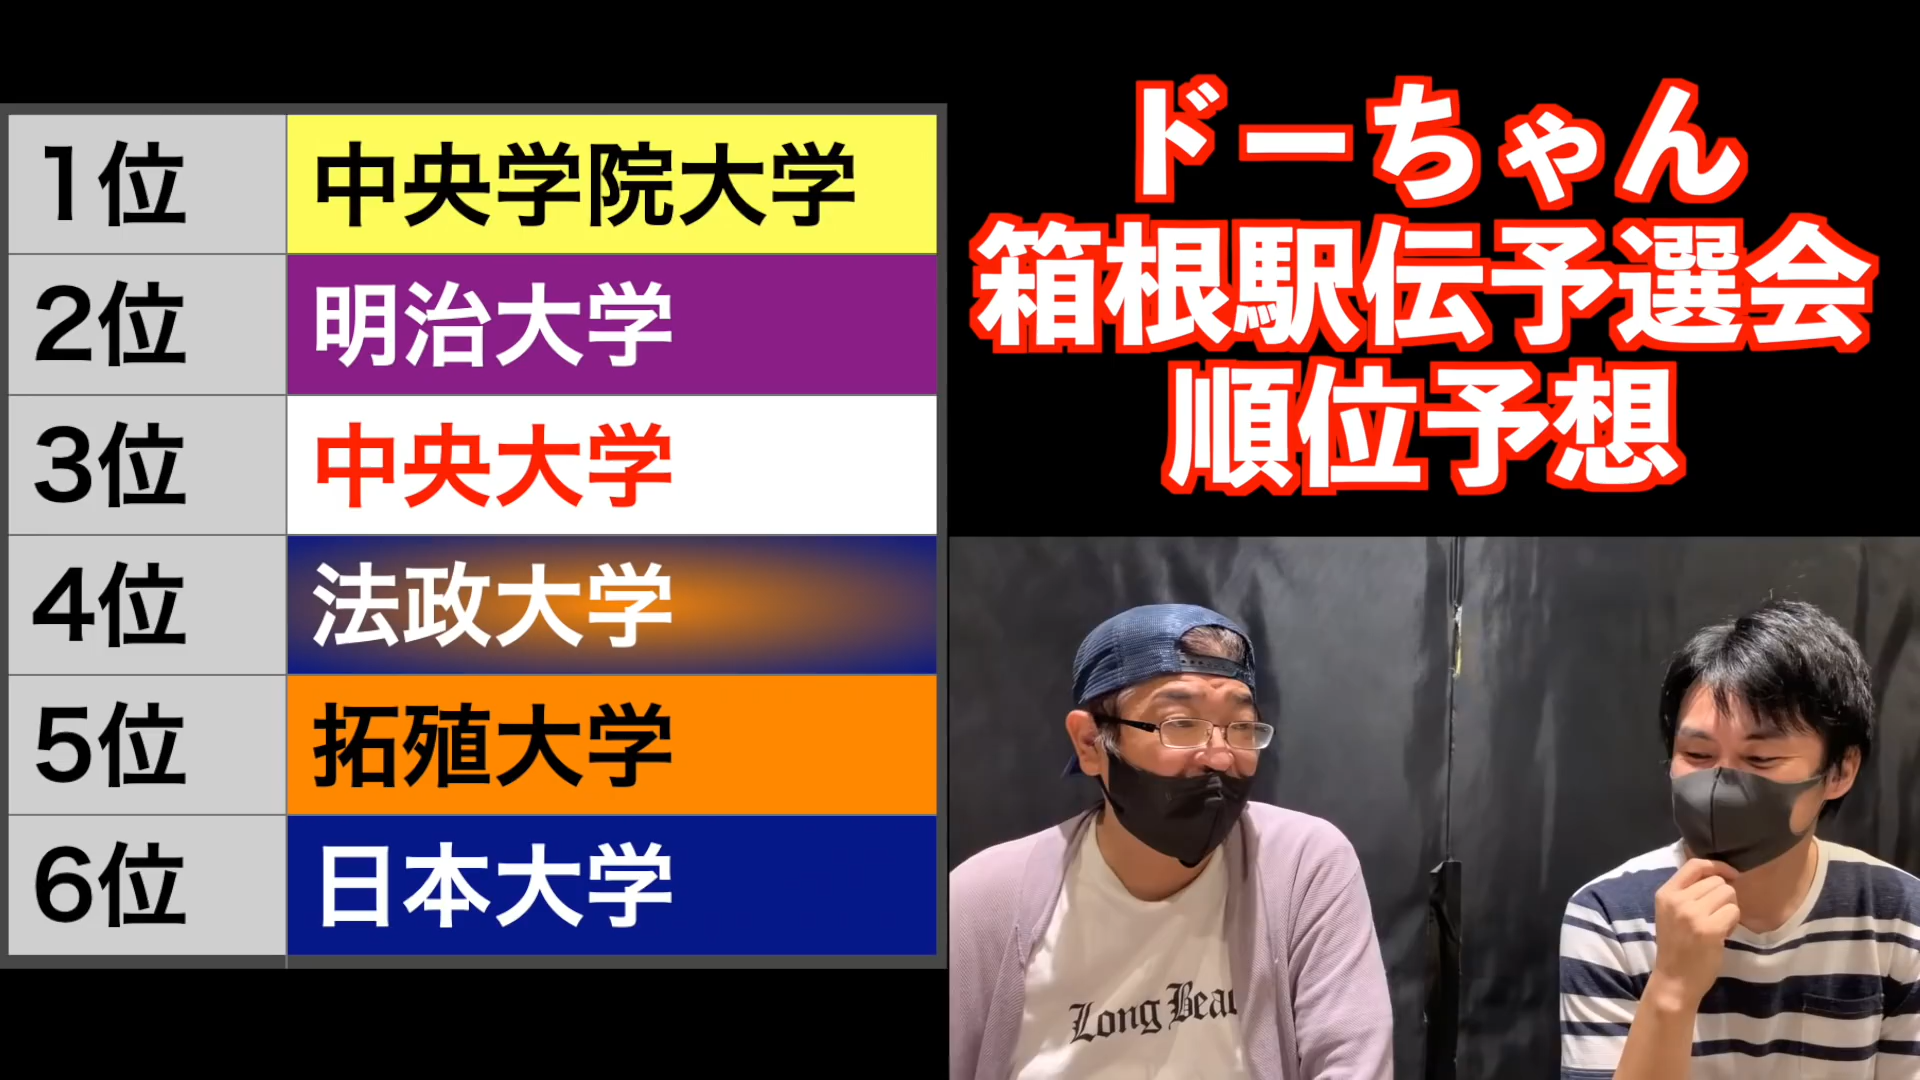 1位 中央学院大学
2位 明治大学
3位 中央大学
4位 法政大学
5位 拓殖大学
6位 日本大学
ドーちゃん
箱根駅伝予選会
順位予想
Long Bea